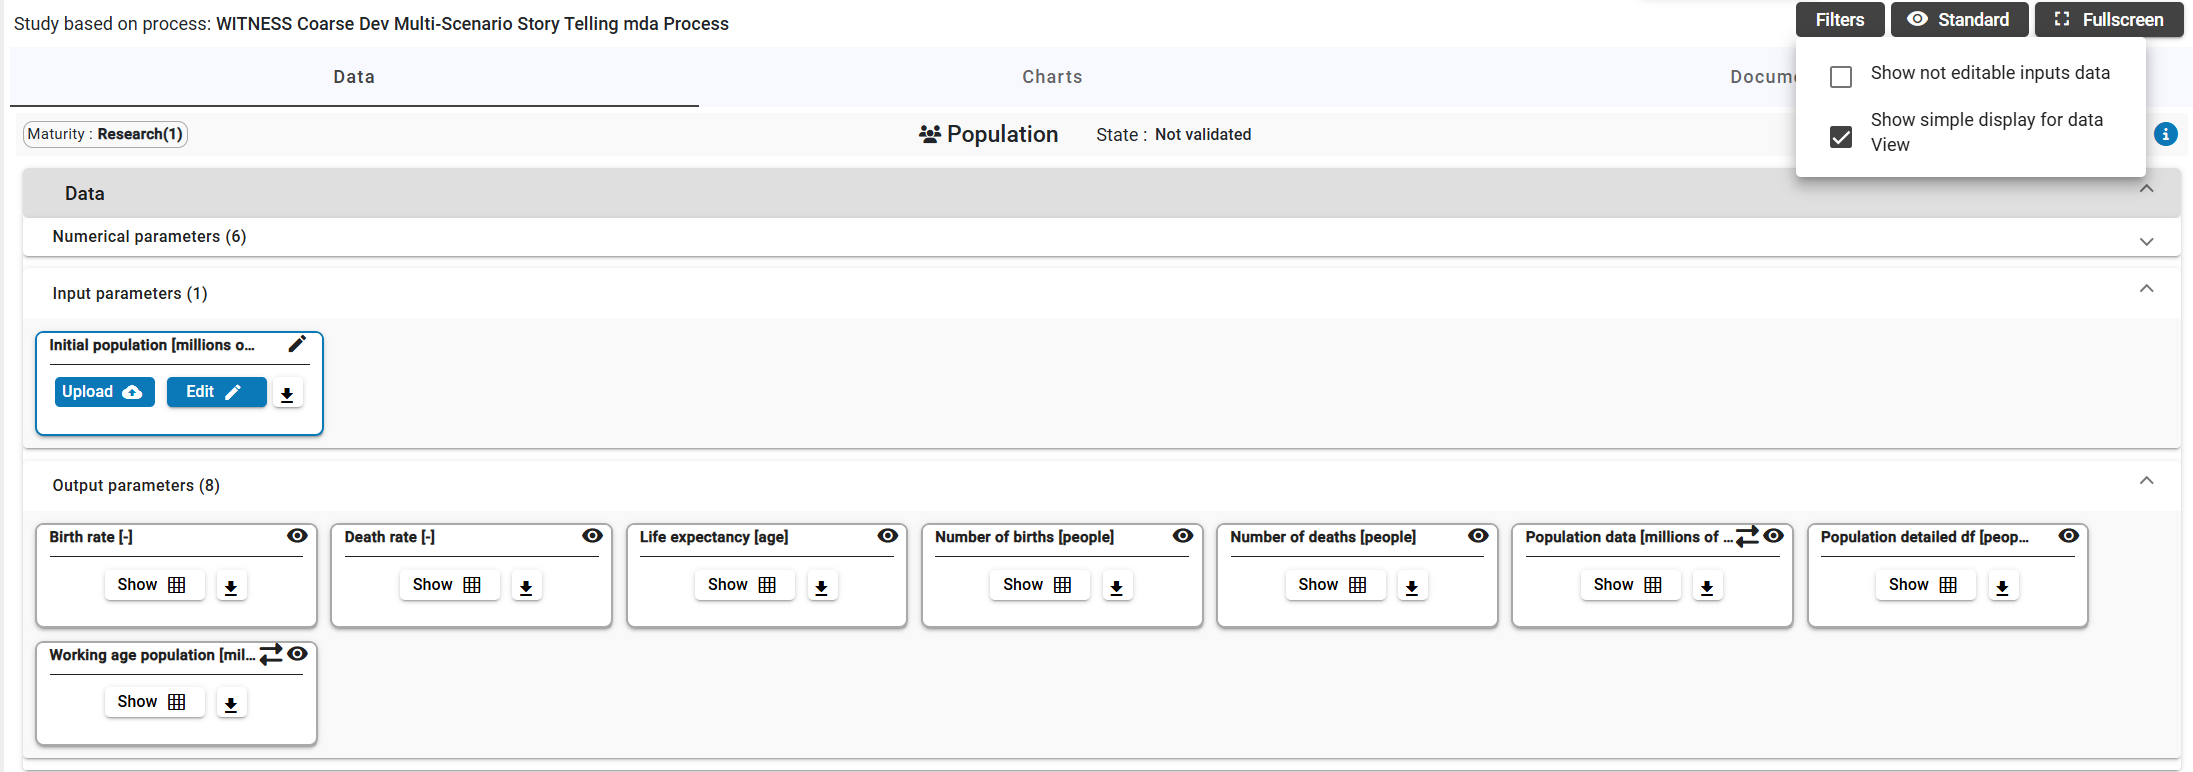 Study based on process: WITNESS Coarse Dev Multi-Scenario Story Telling mda Process
Filters
Standard
Fullscreen
Data
Charts
Docum
Show not editable inputs data
Show simple display for data
View
Maturity : Research(1)
Population
State : Not validated
Data
Numerical parameters (6)
Input parameters (1)
Initial population [millions o...
Upload
Edit
Output parameters (8)
Birth rate [-]
Death rate [-]
Life expectancy [age]
Number of births [people]
Number of deaths [people]
Population data [millions of ...
Population detailed df [peop...
Show
Show
Show
Show
Show
Show
Show
Working age population [mil...
Show